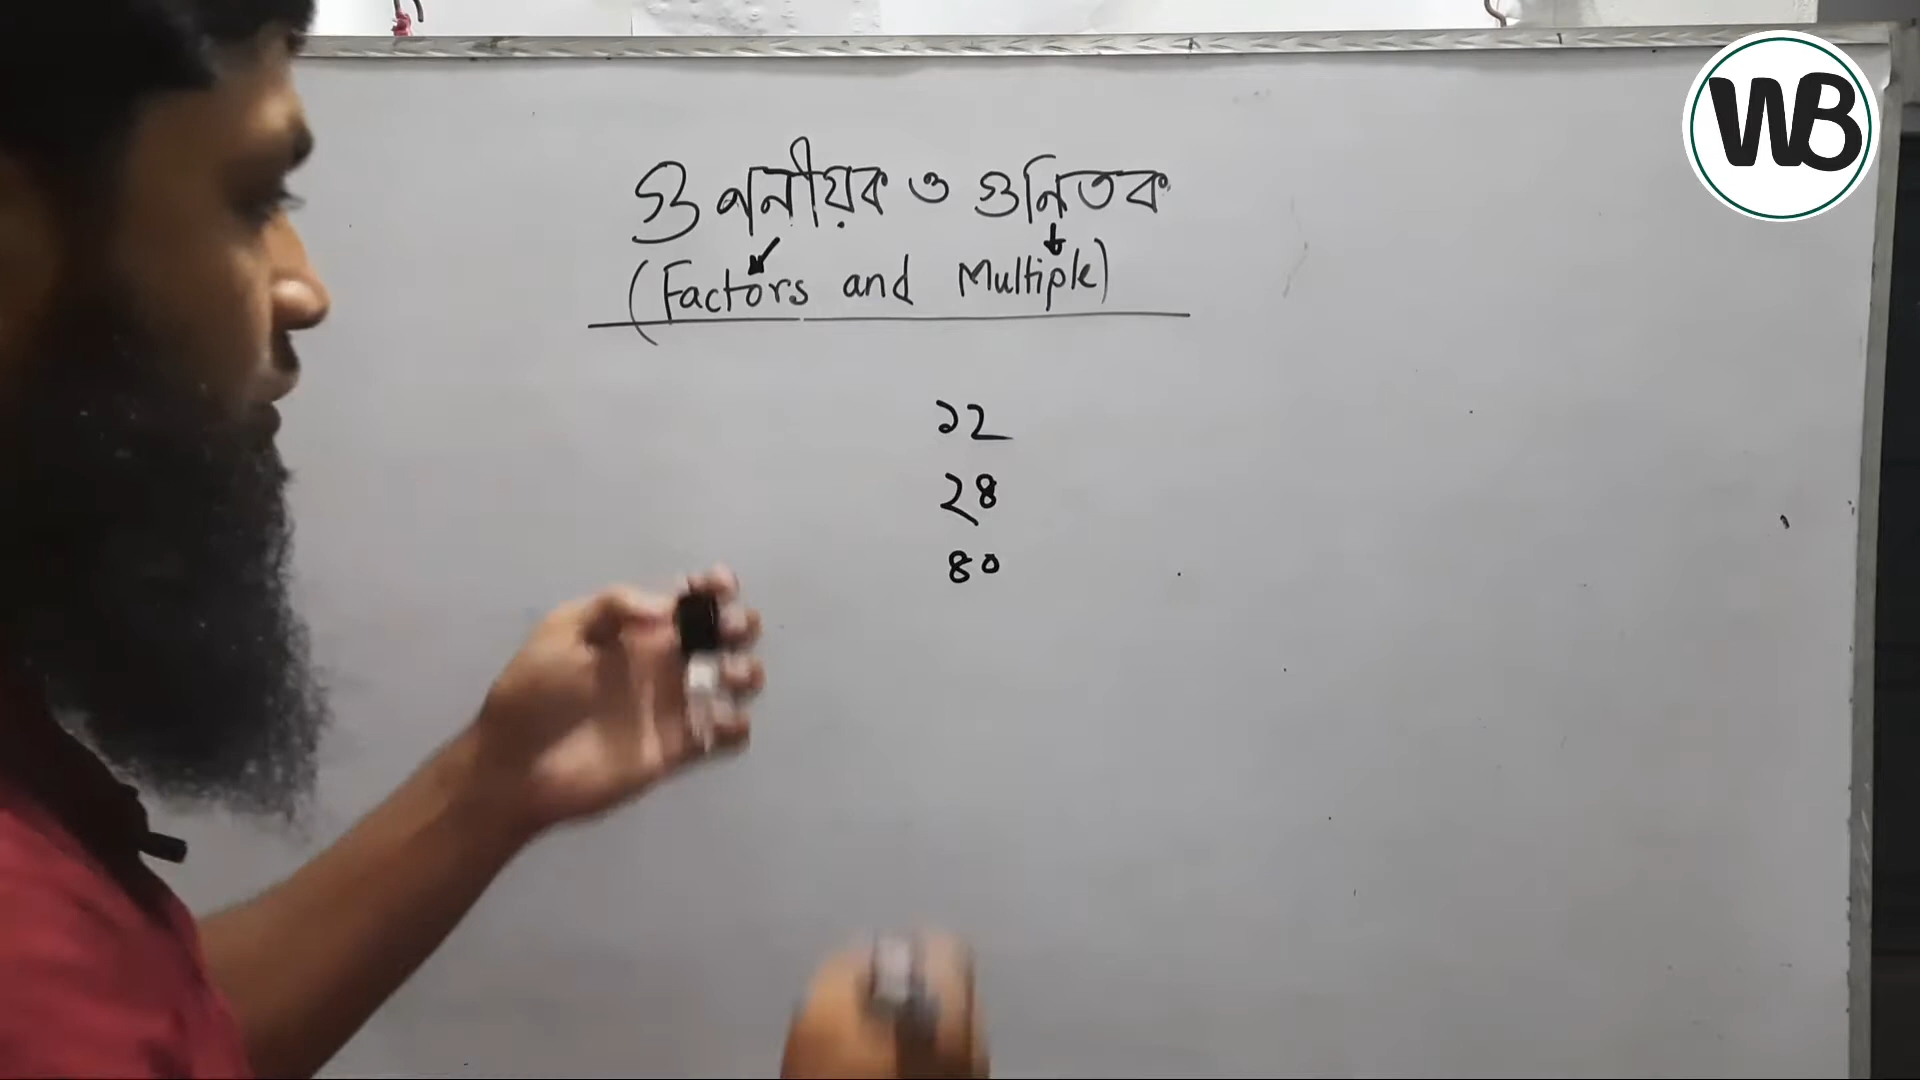 গুণনীয়ক ও গুনিতক
(Factors and Multiple)
১২
২৪
৪০
WB